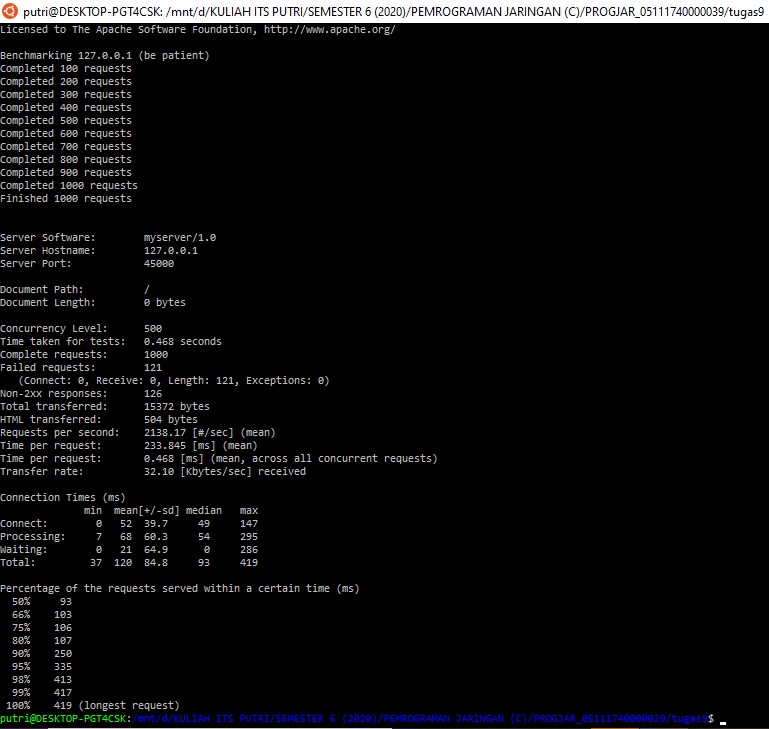 putri@DESKTOP-PGT4CSK: /mnt/d/KULIAH ITS PUTRI/SEMESTER 6 (2020)/PEMROGRAMAN JARINGAN (C)/PROGJAR_05111740000039/tugas9
Licensed to The Apache Software Foundation, http://www.apache.org/
Benchmarking 127.0.0.1 (be patient)
Completed 100 requests
Completed 200 requests
Completed 300 requests
Completed 400 requests
Completed 500 requests
Completed 600 requests
Completed 700 requests
Completed 800 requests
Completed 900 requests
Completed 1000 requests
Finished 1000 requests
Server Software: myserver/1.0
Server Hostname: 127.0.0.1
Server Port: 45000
Document Path: /
Document Length: 0 bytes
Concurrency Level: 500
Time taken for tests: 0.468 seconds
Complete requests: 1000
Failed requests: 121
(Connect: 0, Receive: 0, Length: 121, Exceptions: 0)
Non-2xx responses: 126
Total transferred: 15372 bytes
HTML transferred: 504 bytes
Requests per second: 2138.17 [#/sec] (mean)
Time per request: 233.845 [ms] (mean)
Time per request: 0.468 [ms] (mean, across all concurrent requests)
Transfer rate: 32.10 [Kbytes/sec] received
Connection Times (ms)
min mean[+/-sd] median max
Connect: 0 52 39.7 49 147
Processing: 7 68 60.3 54 295
Waiting: 0 21 64.9 0 286
Total: 37 120 84.8 93 419
Percentage of the requests served within a certain time (ms)
50% 93
66% 103
75% 106
80% 107
90% 250
95% 335
98% 413
99% 417
100% 419 (longest request)
putri@DESKTOP-PGT4CSK:/mnt/d/KULIAH ITS PUTRI/SEMESTER 6 (2020)/PEMROGRAMAN JARINGAN (C)/PROGJAR_05111740000039/tugas9$